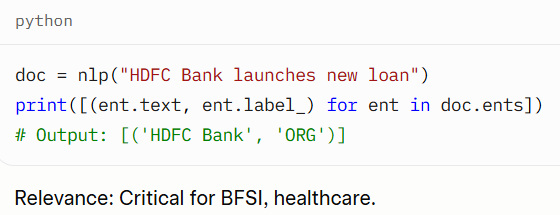 python
doc = nlp("HDFC Bank launches new loan")
print([(ent.text, ent.label_) for ent in doc.ents])
# Output: [('HDFC Bank', 'ORG')]
Relevance: Critical for BFSI, healthcare.